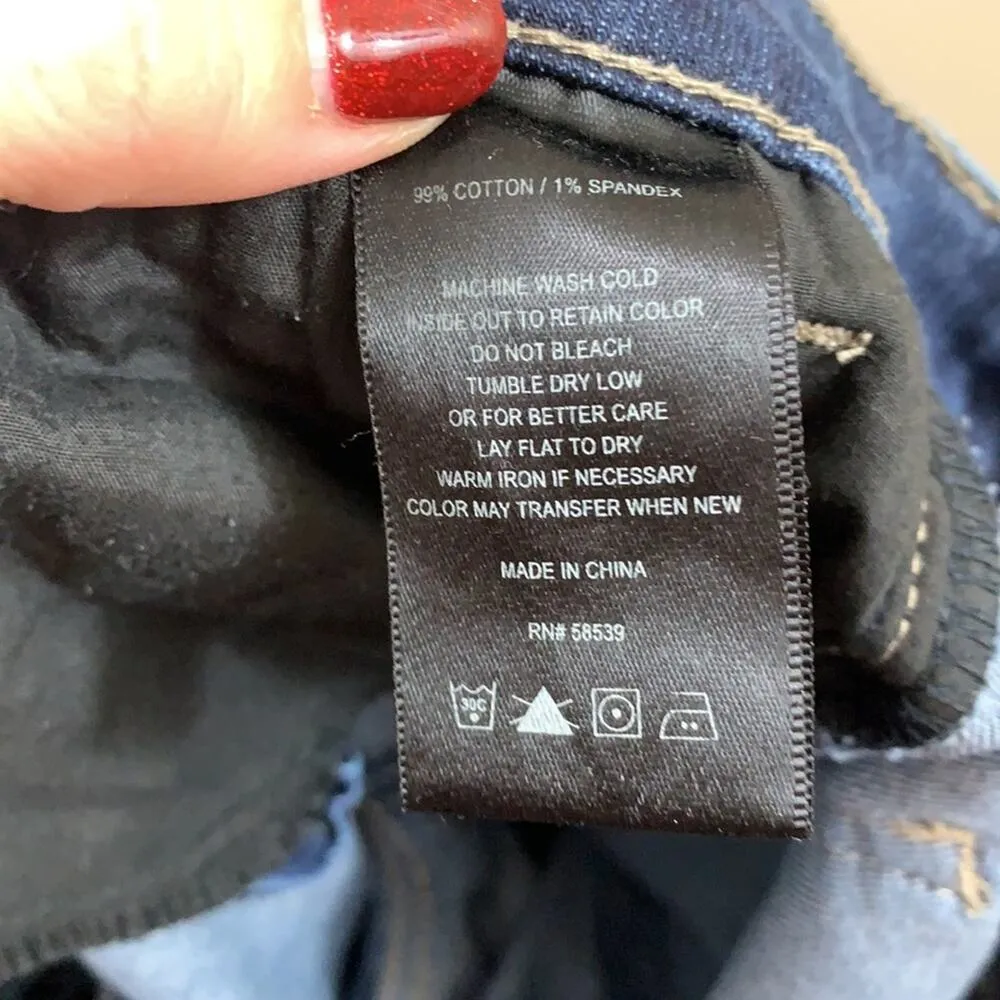 99% COTTON / 1% SPANDEX
MACHINE WASH COLD
INSIDE OUT TO RETAIN COLOR
DO NOT BLEACH
TUMBLE DRY LOW
OR FOR BETTER CARE
LAY FLAT TO DRY
WARM IRON IF NECESSARY
COLOR MAY TRANSFER WHEN NEW
MADE IN CHINA
RN# 58539
30C